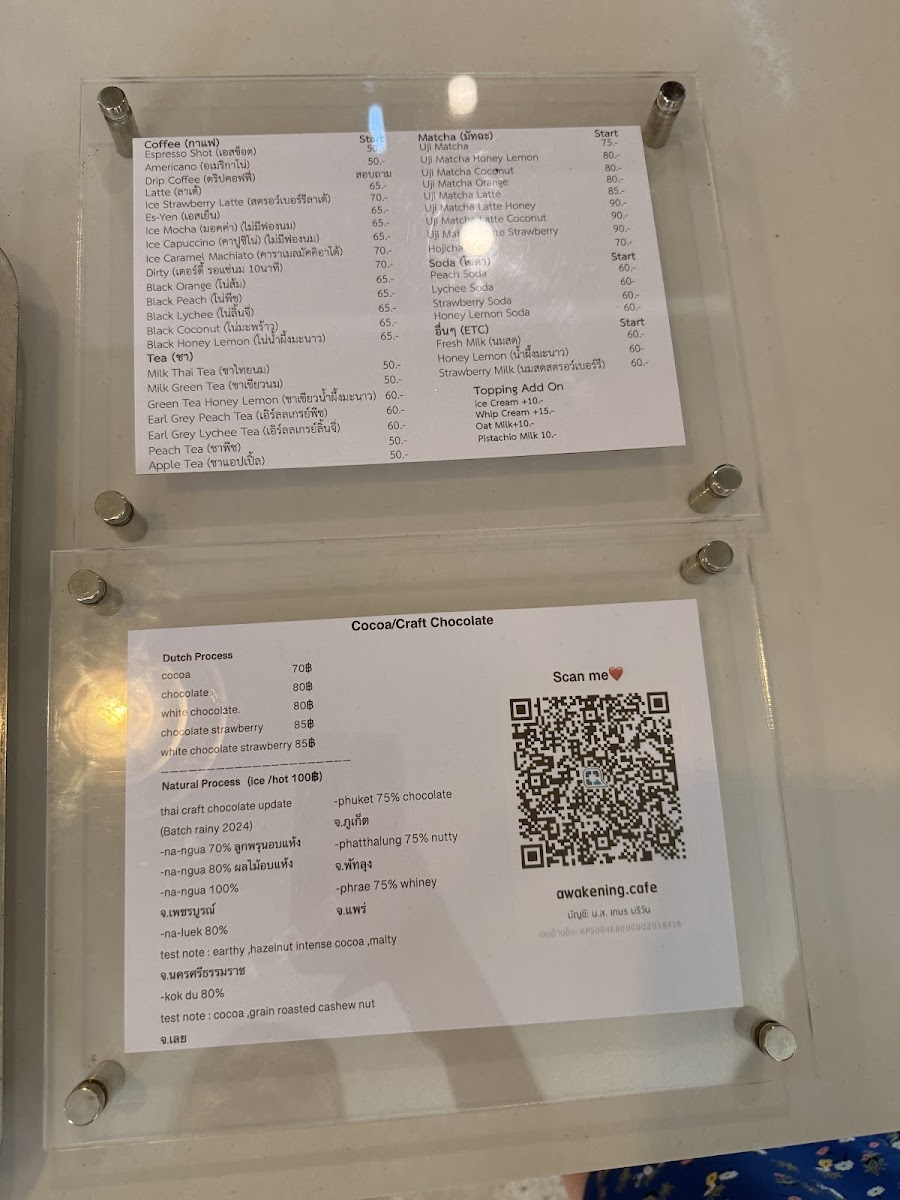 Coffee (กาแฟ) Start
Espresso Shot (เอสช็อต) 50.-
Americano (อเมริกาโน่) 50.-
Drip Coffee (ดริปคอฟฟี่) สอบถาม
Latte (ลาเต้) 65.-
Ice Strawberry Latte (สตรอว์เบอร์รีลาเต้) 70.-
Es-Yen (เอสเย็น) 65.-
Ice Mocha (มอคค่า) (ไม่มีฟองนม) 65.-
Ice Capuccino (คาปูชิโน่) (ไม่มีฟองนม) 65.-
Ice Caramel Machiato (คาราเมลมัคคิอาโต้) 70.-
Dirty (เดอร์ตี้ รอแช่นม 10นาที) 70.-
Black Orange (โน่ส้ม) 65.-
Black Peach (โน่พีช) 65.-
Black Lychee (โน่ลิ้นจี่) 65.-
Black Coconut (โน่มะพร้าว) 65.-
Black Honey Lemon (โน่น้ำผึ้งมะนาว) 65.-
Tea (ชา)
Milk Thai Tea (ชาไทยนม) 50.-
Milk Green Tea (ชาเขียวนม) 50.-
Green Tea Honey Lemon (ชาเขียวน้ำผึ้งมะนาว) 60.-
Earl Grey Peach Tea (เอิร์ลลเกรย์พีช) 60.-
Earl Grey Lychee Tea (เอิร์ลลเกรย์ลิ้นจี่) 60.-
Peach Tea (ชาพีช) 50.-
Apple Tea (ชาแอปเปิ้ล) 50.-
Matcha (มัทฉะ) Start
Uji Matcha 75.-
Uji Matcha Honey Lemon 80.-
Uji Matcha Coconut 80.-
Uji Matcha Orange 80.-
Uji Matcha Latte 85.-
Uji Matcha Latte Honey 90.-
Uji Matcha Latte Coconut 90.-
Uji Strawberry 90.-
Hojicha 70.-
Soda Start
Peach Soda 60.-
Lychee Soda 60-
Strawberry Soda 60.-
Honey Lemon Soda 60.-
อื่นๆ (ETC) Start
Fresh Milk (นมสด) 60.-
Honey Lemon (น้ำผึ้งมะนาว) 60-
Strawberry Milk (นมสดสตรอว์เบอร์รี) 60.-
Topping Add On
Ice Cream +10.-
Whip Cream +15.-
Oat Milk+10.-
Pistachio Milk 10.-
Cocoa/Craft Chocolate
Dutch Process
cocoa 70฿
chocolate 80฿
white chocolate. 80฿
chocolate strawberry 85฿
white chocolate strawberry 85฿
Natural Process (ice /hot 100฿)
thai craft chocolate update
(Batch rainy 2024)
-na-ngua 70% ลูกพรุนอบแห้ง
-na-ngua 80% ผลไม้อบแห้ง
-na-ngua 100%
จ.เพชรบูรณ์
-na-luek 80%
test note : earthy ,hazelnut intense cocoa ,malty
จ.นครศรีธรรมราช
-kok du 80%
test note : cocoa ,grain roasted cashew nut
จ.เลย
-phuket 75% chocolate
จ.ภูเก็ต
-phatthalung 75% nutty
จ.พัทลุง
-phrae 75% whiney
จ.แพร่
Scan me❤️
awakening.cafe
บัญชี: น.ส. เกษร บริวัน